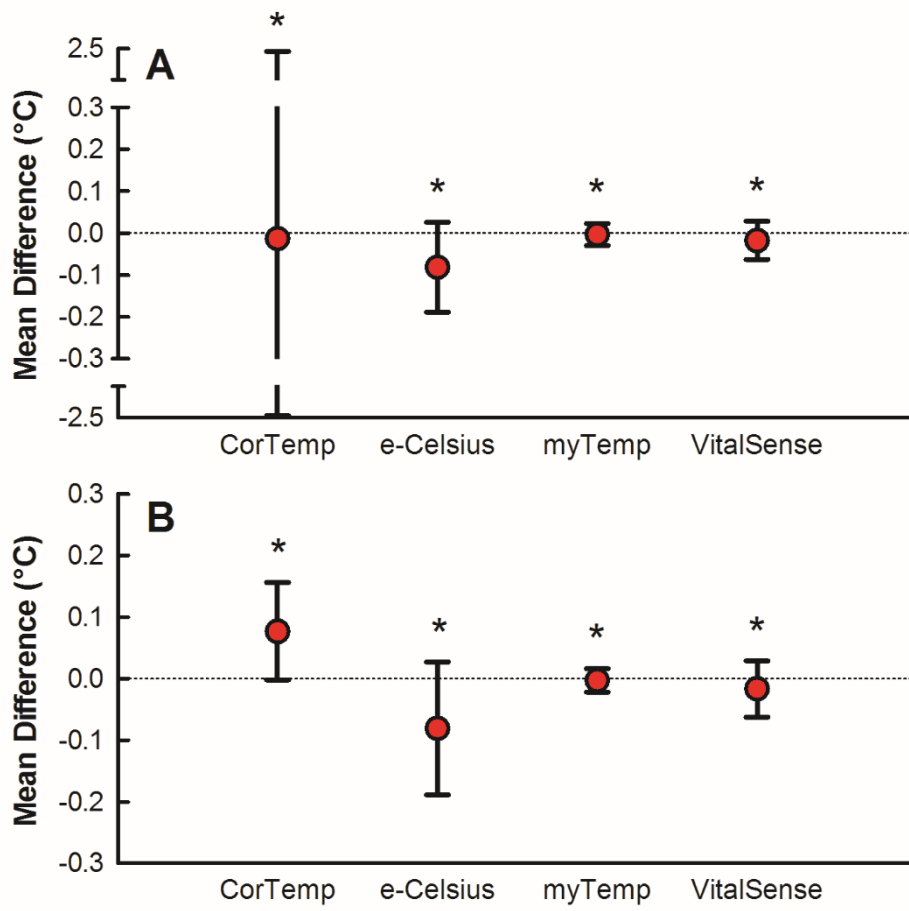 *
2.5
A
0.3
0.2
* * *
0.1
0.0
-0.1
-0.2
-0.3
-2.5
Mean Difference (°C)
CorTemp e-Celsius myTemp VitalSense
0.3
B
0.2
*
0.1
* * *
0.0
-0.1
-0.2
-0.3
Mean Difference (°C)
CorTemp e-Celsius myTemp VitalSense